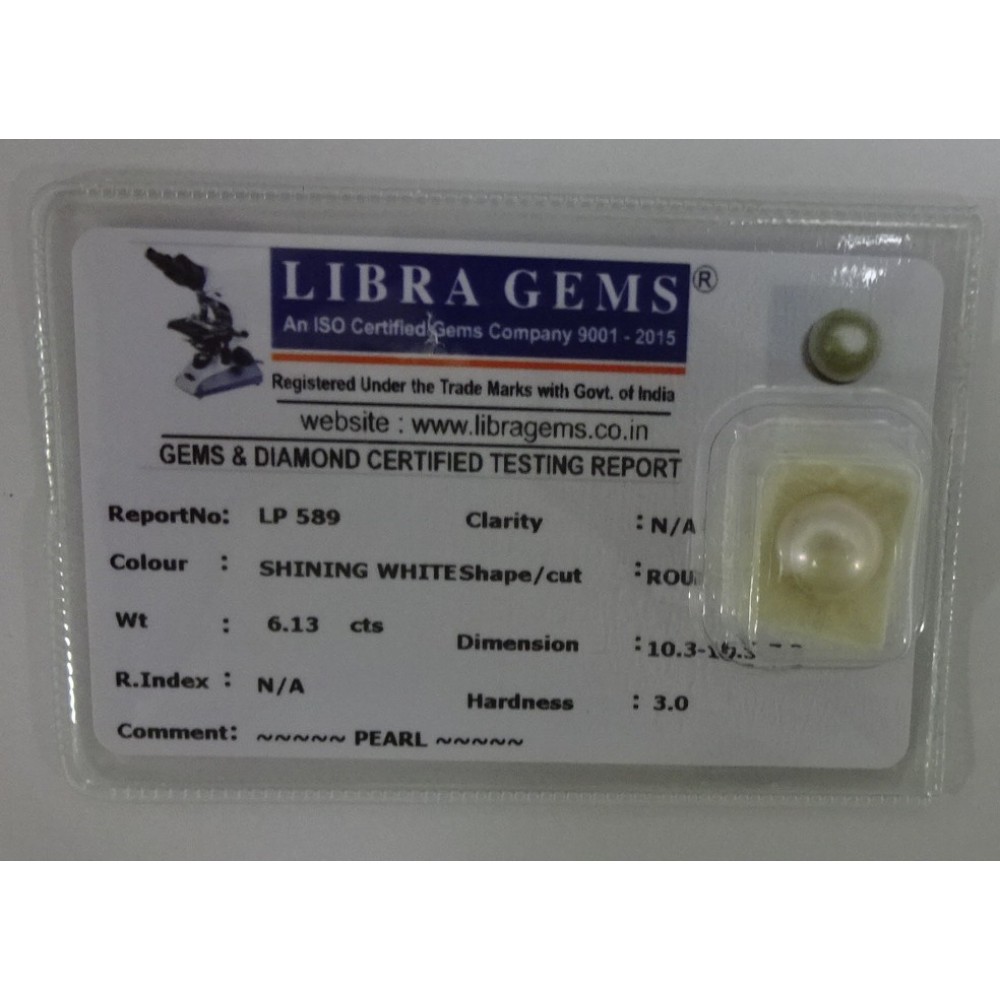 LIBRA GEMS ®
An ISO Certified Gems Company 9001 - 2015
Registered Under the Trade Marks with Govt. of India
website : www.libragems.co.in
GEMS & DIAMOND CERTIFIED TESTING REPORT
ReportNo: LP 589 Clarity : N/A
Colour : SHINING WHITE Shape/cut :
Wt : 6.13 cts Dimension : 10.3-
R.Index : N/A Hardness : 3.0
Comment: ~~~~~ PEARL ~~~~~